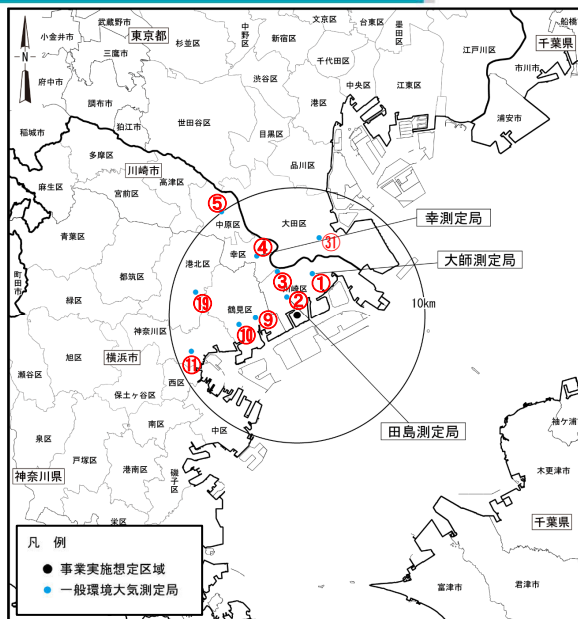 武蔵野市
中野区
文京区
台東区
墨田区
船橋
小金井市
東京都
杉並区
新宿区
江戸川区
千葉県
三鷹市
千代田区
市川市
府中市
渋谷区
中央区
江東区
調布市
港区
浦安市
稲城市
狛江市
世田谷区
目黒区
多摩区
品川区
川崎市
麻生区
宮前区
高津区
⑤
中原区
大田区
幸測定局
青葉区
④
㉛
幸区
大師測定局
港北区
③
川崎区
①
町田市
都筑区
②
緑区
⑲
鶴見区
⑨
10km
神奈川区
⑩
旭区
横浜市
⑪
瀬谷区
西区
保土ヶ谷区
田島測定局
南区
中区
泉区
袖ケ浦
戸塚区
港南区
磯子区
木更津市
神奈川県
千葉県
栄区
凡 例
● 事業実施想定区域
● 一般環境大気測定局
富津市
君津市
-N-